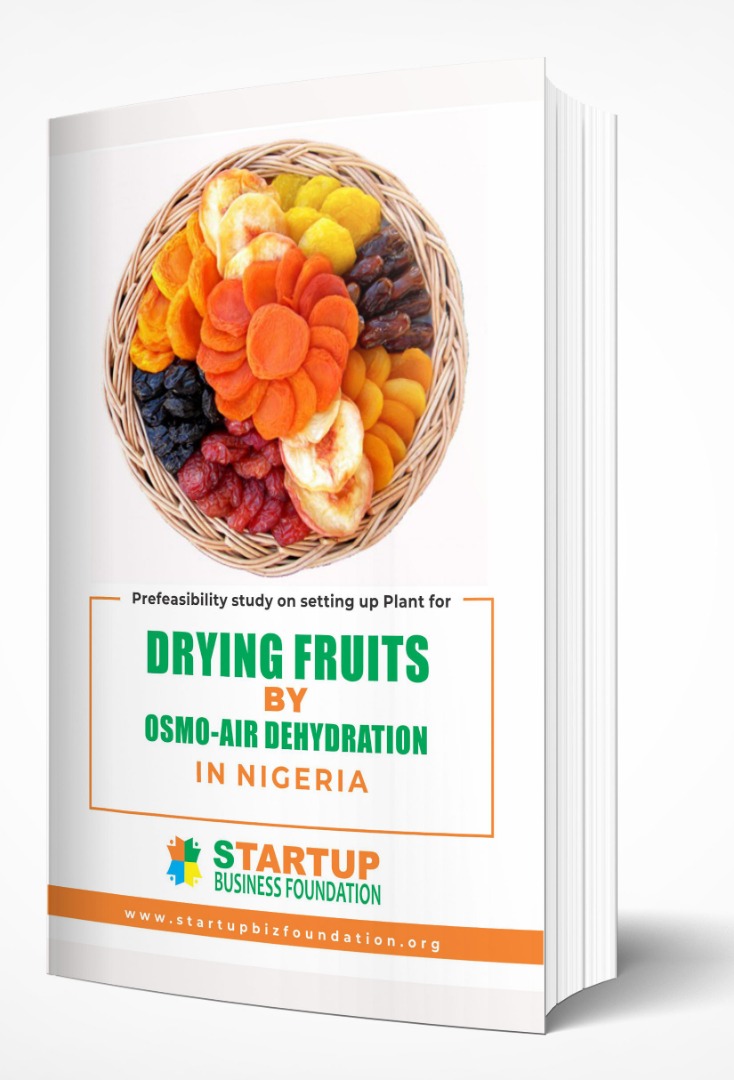 Prefeasibility study on setting up Plant for
DRYING FRUITS
BY
OSMO-AIR DEHYDRATION
IN NIGERIA
STARTUP
BUSINESS FOUNDATION
www.startupbizfoundation.org